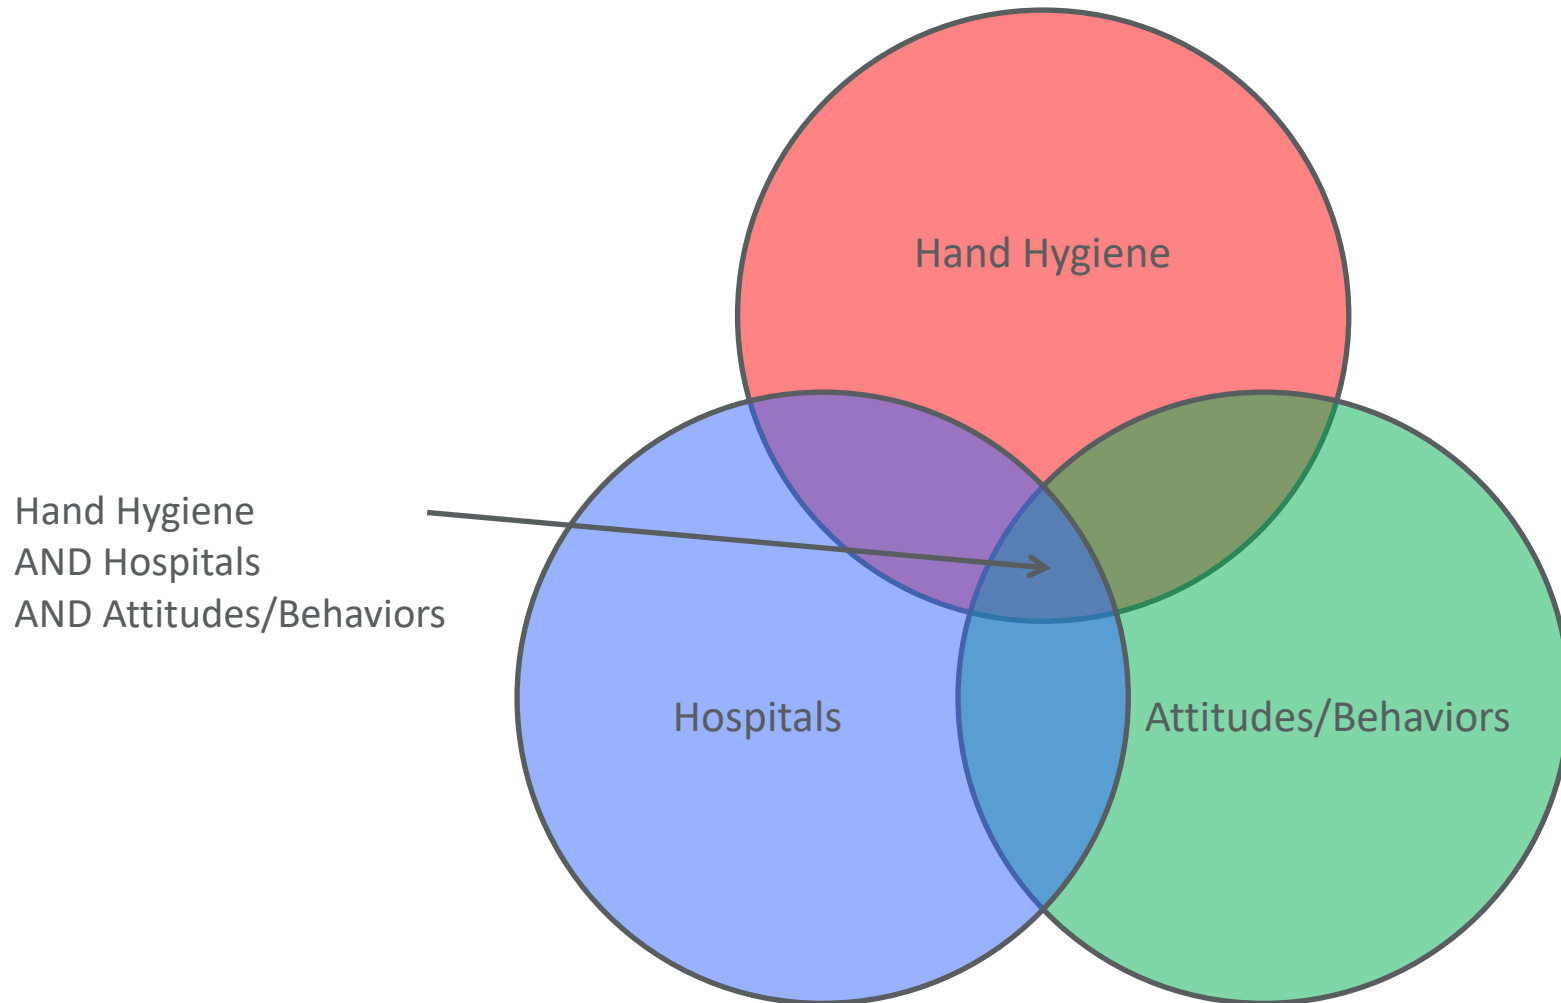 Hand Hygiene
Hand Hygiene
AND Hospitals
AND Attitudes/Behaviors
Hospitals
Attitudes/Behaviors